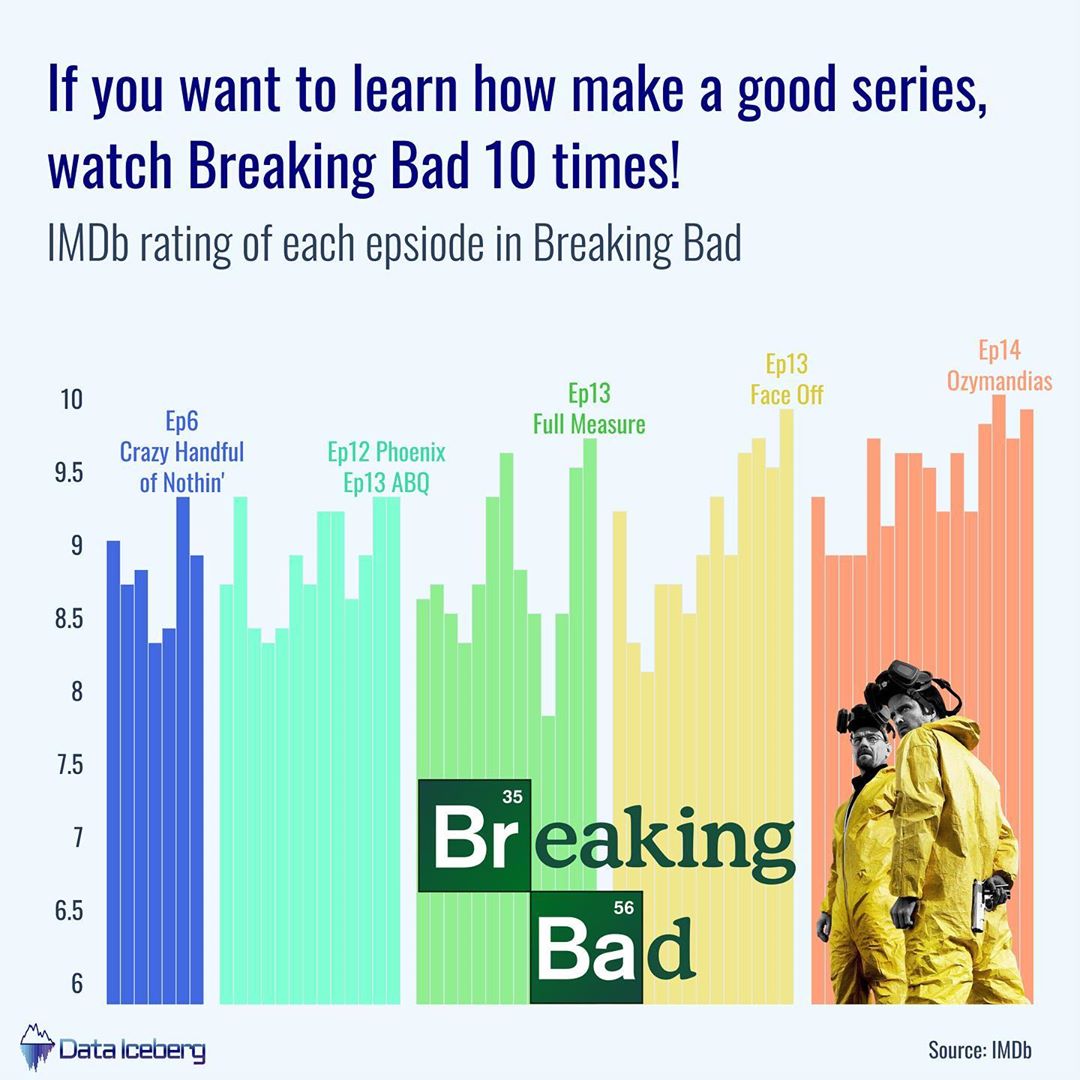 If you want to learn how make a good series,
watch Breaking Bad 10 times!
IMDb rating of each epsiode in Breaking Bad
Ep14
Ozymandias
Ep13
Face Off
Ep13
Full Measure
Ep6
Crazy Handful
of Nothin'
Ep12 Phoenix
Ep13 ABQ
10
9.5
9
8.5
8
7.5
7
6.5
6
35
Breaking
56
Bad
Data Iceberg
Source: IMDb